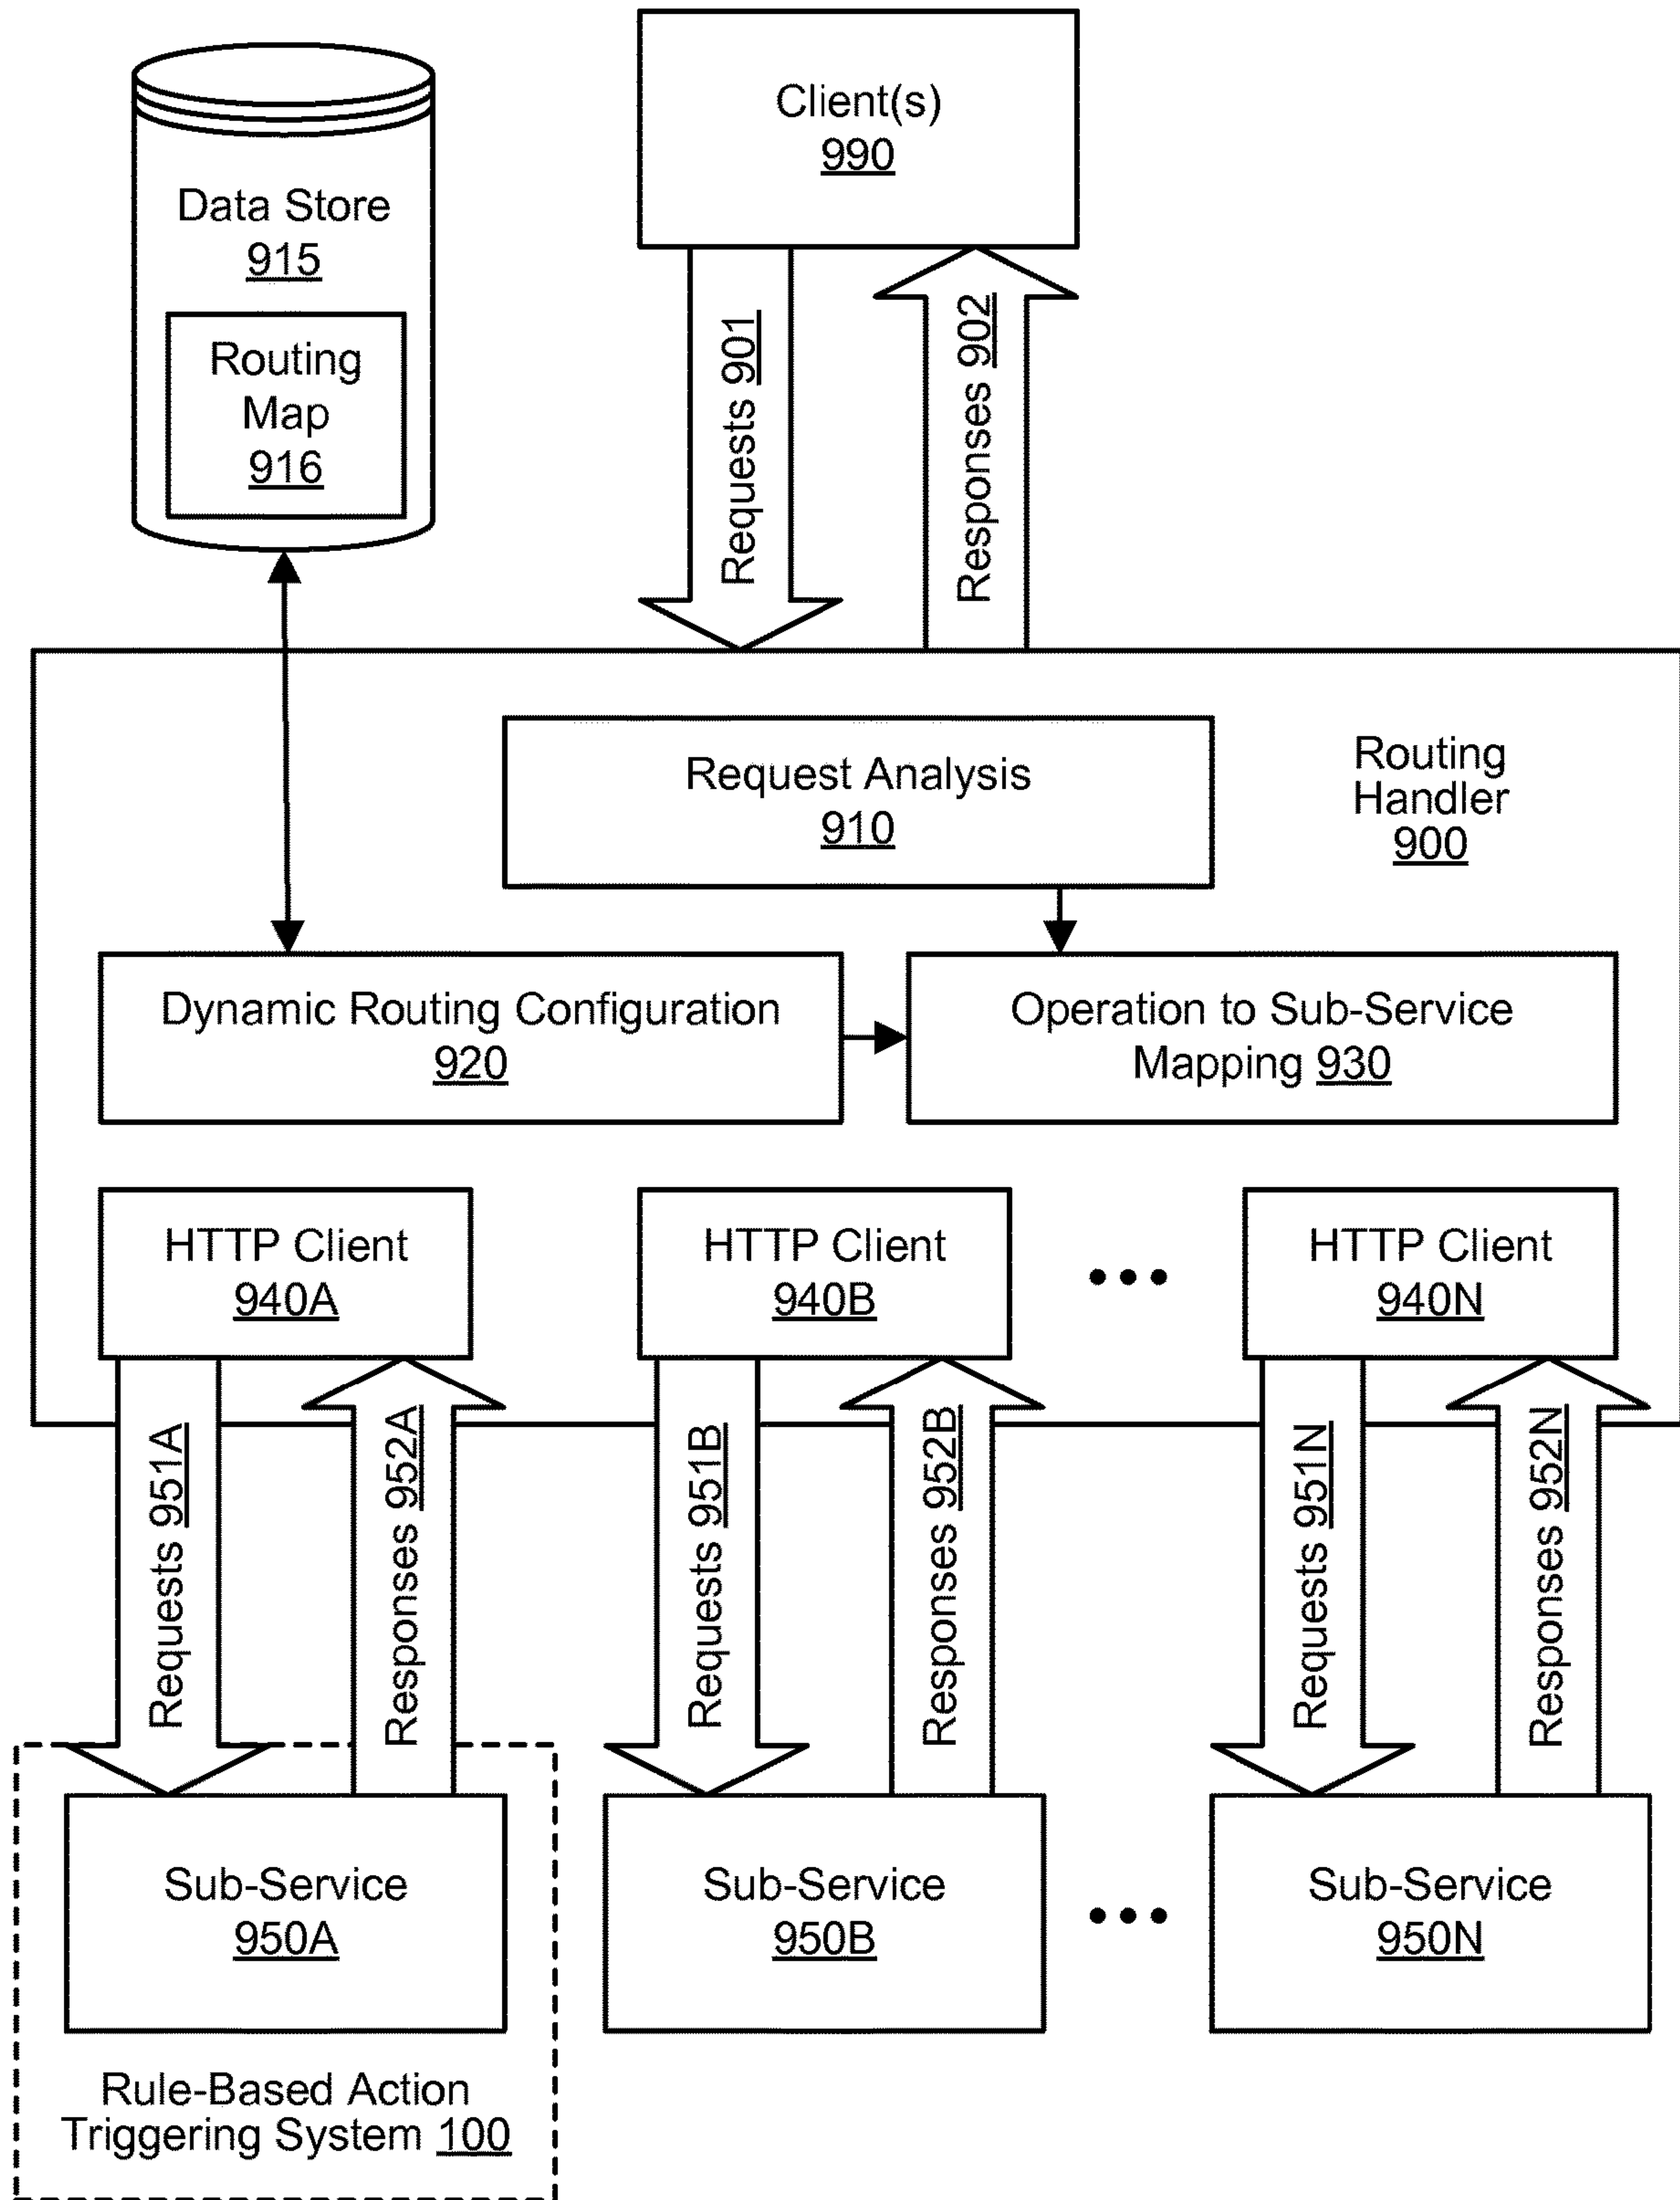 Client(s)
990
Data Store
915
Routing
Map
916
Requests 901
Responses 902
Request Analysis
910
Routing
Handler
900
Dynamic Routing Configuration
920
Operation to Sub-Service
Mapping 930
HTTP Client
940A
HTTP Client
940B
HTTP Client
940N
Requests 951A
Responses 952A
Requests 951B
Responses 952B
Requests 951N
Responses 952N
Sub-Service
950A
Sub-Service
950B
Sub-Service
950N
Rule-Based Action
Triggering System 100